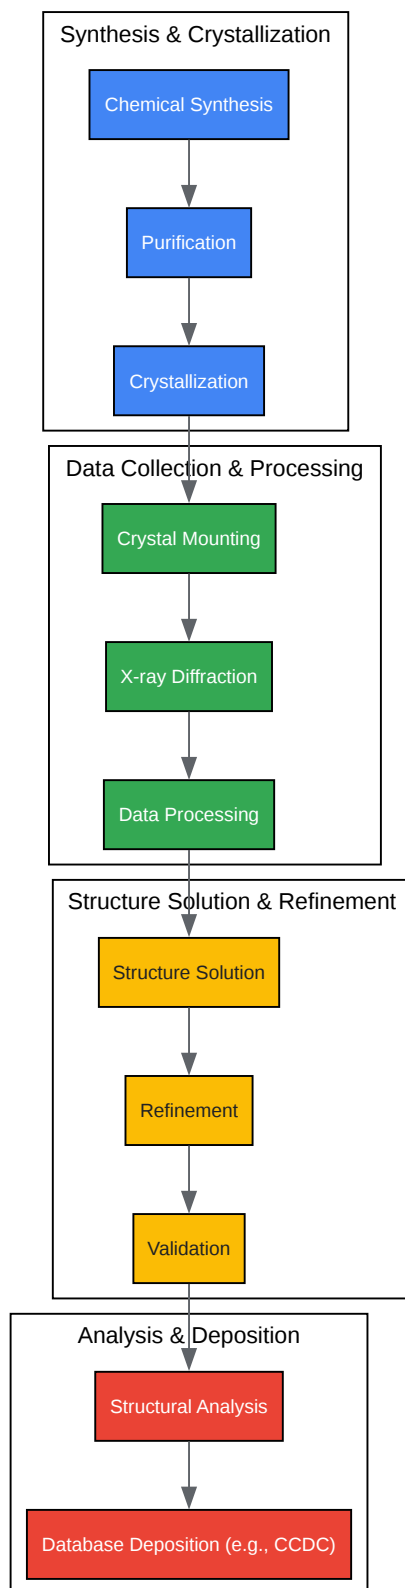 Synthesis & Crystallization
Chemical Synthesis
Purification
Crystallization
Data Collection & Processing
Crystal Mounting
X-ray Diffraction
Data Processing
Structure Solution & Refinement
Structure Solution
Refinement
Validation
Analysis & Deposition
Structural Analysis
Database Deposition (e.g., CCDC)